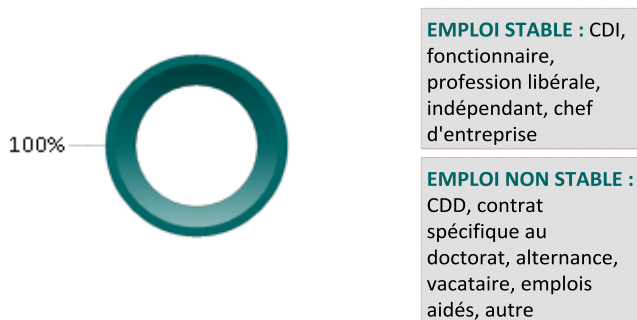 100%
EMPLOI STABLE : CDI,
fonctionnaire,
profession libérale,
indépendant, chef
d'entreprise
EMPLOI NON STABLE :
CDD, contrat
spécifique au
doctorat, alternance,
vacataire, emplois
aidés, autre